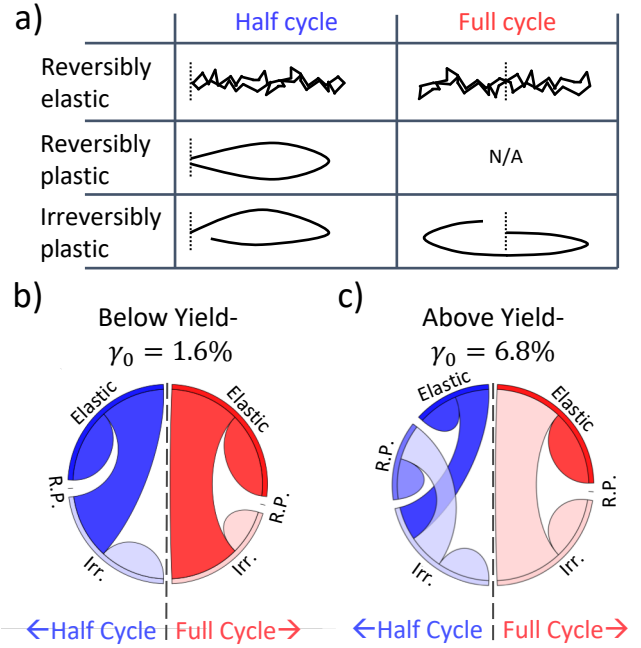 a)
Half cycle
Full cycle
Reversibly
elastic
Reversibly
plastic
N/A
Irreversibly
plastic
b)
c)
Below Yield-
γ₀ = 1.6%
Above Yield-
γ₀ = 6.8%
Elastic
Elastic
R.P.
R.P.
Irr.
Irr.
Elastic
Elastic
R.P.
R.P.
Irr.
Irr.
←Half Cycle
Full Cycle→
←Half Cycle
Full Cycle→